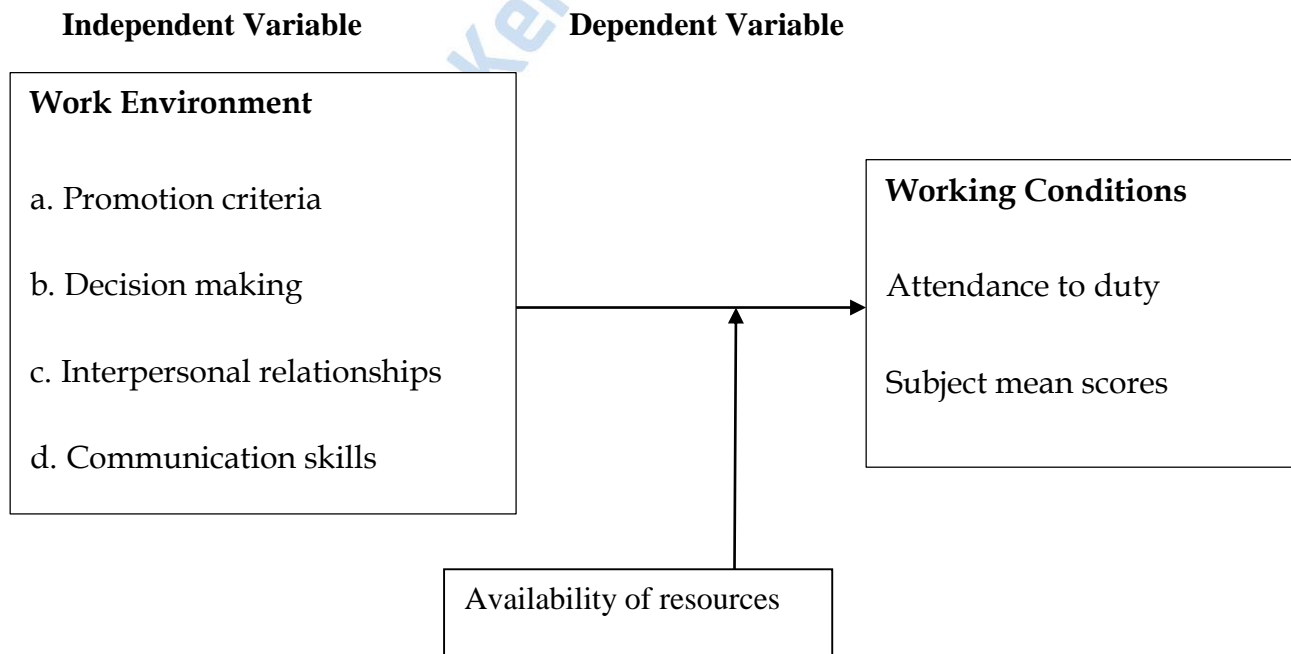 Independent Variable
Dependent Variable
Work Environment
a. Promotion criteria
b. Decision making
c. Interpersonal relationships
d. Communication skills
Working Conditions
Attendance to duty
Subject mean scores
Availability of resources